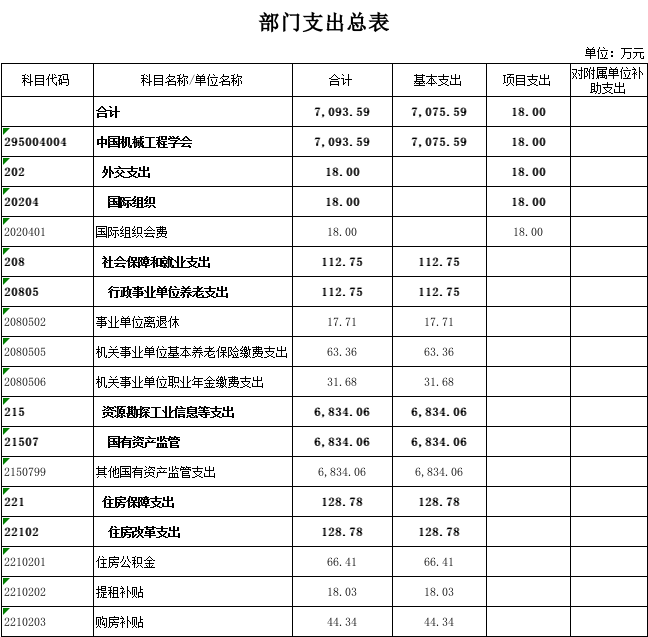 部门支出总表
单位：万元
科目代码 科目名称/单位名称 合计 基本支出 项目支出 对附属单位补助支出
合计 7,093.59 7,075.59 18.00
295004004 中国机械工程学会 7,093.59 7,075.59 18.00
202 外交支出 18.00 18.00
20204 国际组织 18.00 18.00
2020401 国际组织会费 18.00 18.00
208 社会保障和就业支出 112.75 112.75
20805 行政事业单位养老支出 112.75 112.75
2080502 事业单位离退休 17.71 17.71
2080505 机关事业单位基本养老保险缴费支出 63.36 63.36
2080506 机关事业单位职业年金缴费支出 31.68 31.68
215 资源勘探工业信息等支出 6,834.06 6,834.06
21507 国有资产监管 6,834.06 6,834.06
2150799 其他国有资产监管支出 6,834.06 6,834.06
221 住房保障支出 128.78 128.78
22102 住房改革支出 128.78 128.78
2210201 住房公积金 66.41 66.41
2210202 提租补贴 18.03 18.03
2210203 购房补贴 44.34 44.34